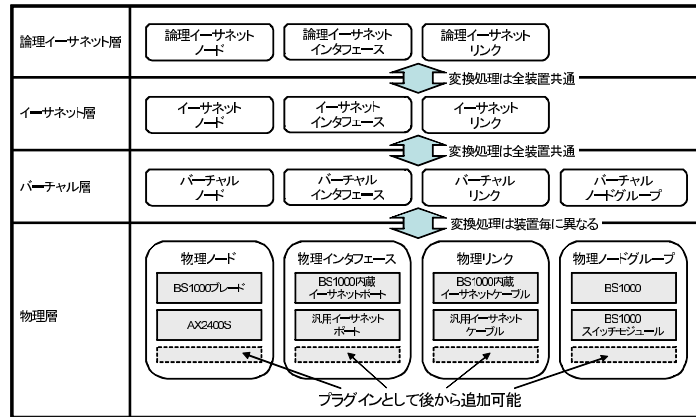 論理イーサネット層
論理イーサネット
ノード
論理イーサネット
インタフェース
論理イーサネット
リンク
変換処理は全装置共通
イーサネット層
イーサネット
ノード
イーサネット
インタフェース
イーサネット
リンク
変換処理は全装置共通
バーチャル層
バーチャル
ノード
バーチャル
インタフェース
バーチャル
リンク
バーチャル
ノードグループ
変換処理は装置毎に異なる
物理層
物理ノード
BS1000ブレード
AX2400S
物理インタフェース
BS1000内蔵
イーサネットポート
汎用イーサネット
ポート
物理リンク
BS1000内蔵
イーサネットケーブル
汎用イーサネット
ケーブル
物理ノードグループ
BS1000
BS1000
スイッチモジュール
プラグインとして後から追加可能